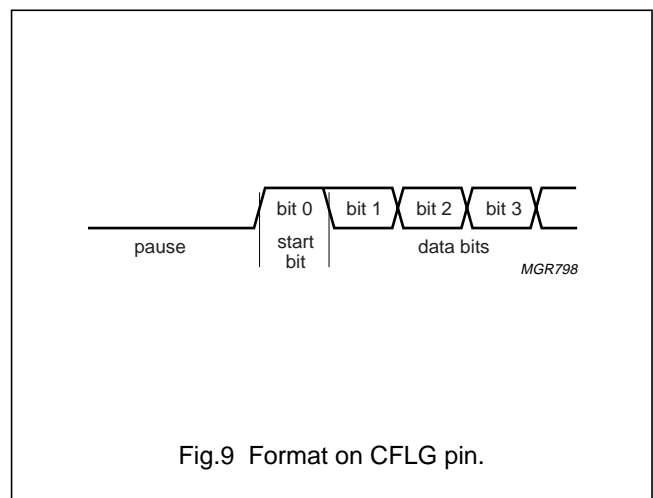 bit 0 bit 1 bit 2 bit 3
pause start bit data bits
MGR798
Fig.9 Format on CFLG pin.